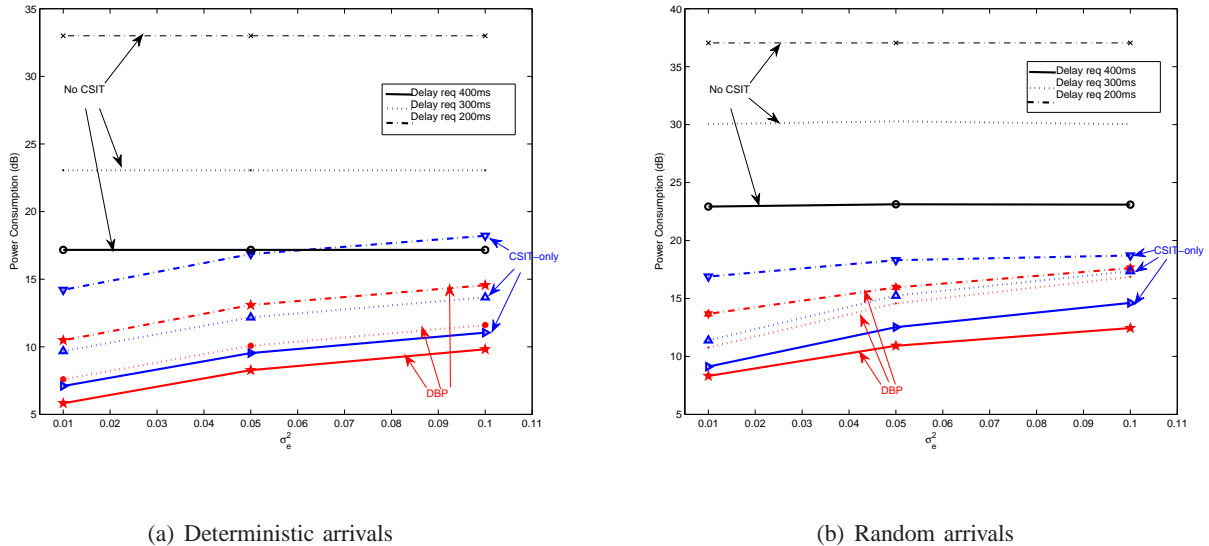 35
30
25
20
15
10
5
Power Consumption (dB)
0.01 0.02 0.03 0.04 0.05 0.06 0.07 0.08 0.09 0.1 0.11
σ_e^2
No CSIT
Delay req 400ms
Delay req 300ms
Delay req 200ms
CSIT−only
DBP
(a) Deterministic arrivals
40
35
30
25
20
15
10
5
Power Consumption (dB)
0.01 0.02 0.03 0.04 0.05 0.06 0.07 0.08 0.09 0.1 0.11
σ_e^2
No CSIT
Delay req 400ms
Delay req 300ms
Delay req 200ms
CSIT−only
DBP
(b) Random arrivals